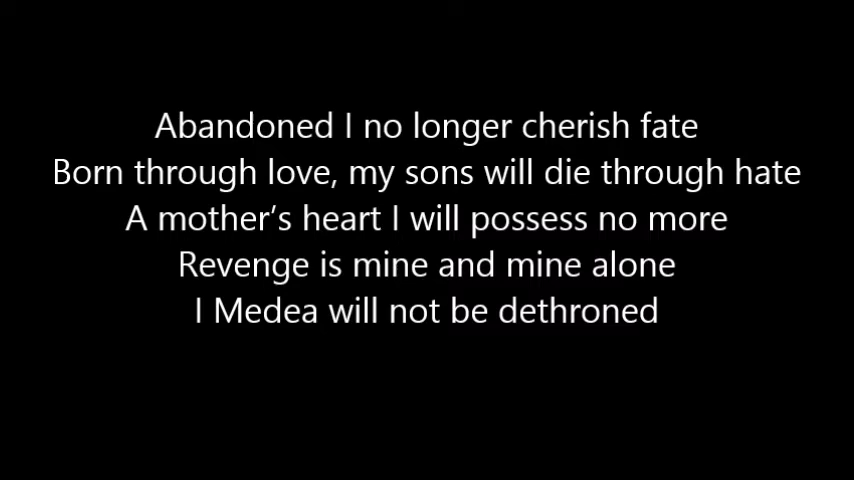 Abandoned I no longer cherish fate
Born through love, my sons will die through hate
A mother’s heart I will possess no more
Revenge is mine and mine alone
I Medea will not be dethroned